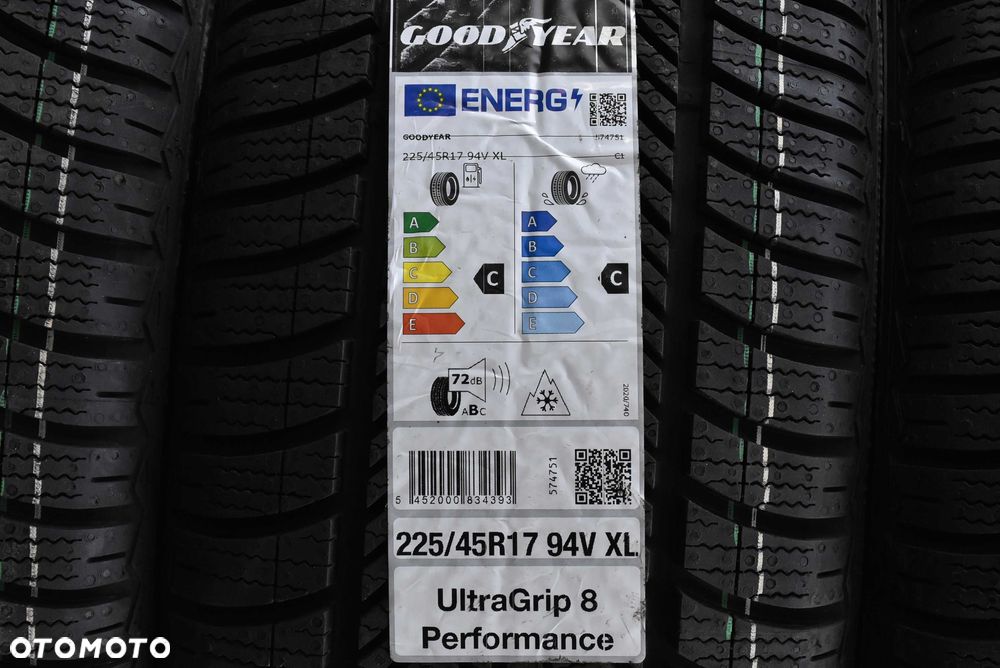 GOODYEAR
ENERG
GOODYEAR 574751
225/45R17 94V XL C1
A A
B B
C C C C
D D
E E
72dB
ABC
2020/740
5 452000 834393
574751
225/45R17 94V XL
UltraGrip 8
Performance
OTOMOTO